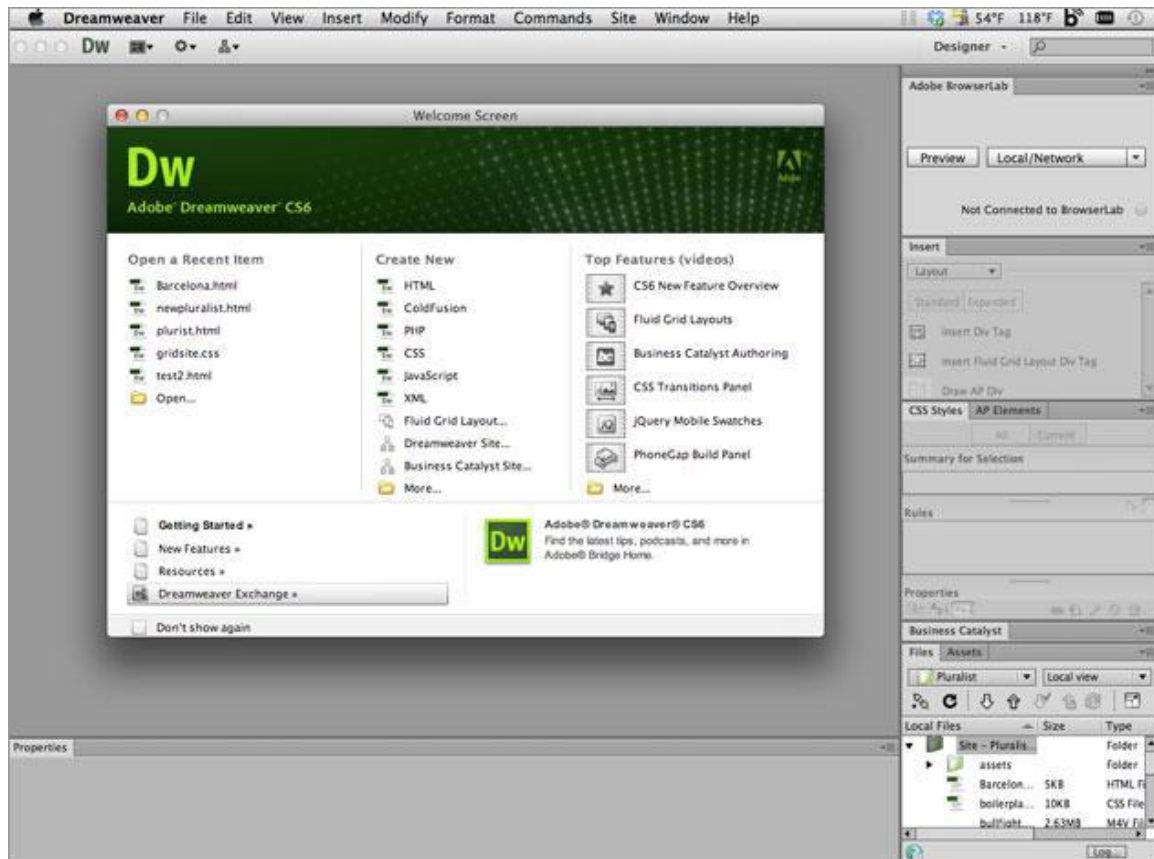 Dreamweaver File Edit View Insert Modify Format Commands Site Window Help 54°F 118°F
Dw Designer
Adobe BrowserLab
Preview Local/Network
Not Connected to BrowserLab
Insert
Layout
Standard Expanded
Insert Div Tag
Insert Fluid Grid Layout Div Tag
Draw AP Div
CSS Styles AP Elements
All Current
Summary for Selection
Rules
Properties
Business Catalyst
Files Assets
Pluralist Local view
Local Files Size Type
Site - Pluralis... Folder
assets Folder
Barcelon... 5KB HTML Fi
boilerpla... 10KB CSS File
bullfight... 2.63MB M4V Fil
Log...
Welcome Screen
Dw
Adobe Dreamweaver CS6
Adobe
Open a Recent Item
Barcelona.html
newpluralist.html
plurist.html
gridsite.css
test2.html
Open...
Create New
HTML
ColdFusion
PHP
CSS
JavaScript
XML
Fluid Grid Layout...
Dreamweaver Site...
Business Catalyst Site...
More...
Top Features (videos)
CS6 New Feature Overview
Fluid Grid Layouts
Business Catalyst Authoring
CSS Transitions Panel
jQuery Mobile Swatches
PhoneGap Build Panel
More...
Getting Started »
New Features »
Resources »
Dreamweaver Exchange »
Don't show again
Dw
Adobe® Dreamweaver® CS6
Find the latest tips, podcasts, and more in
Adobe® Bridge Home.
Properties